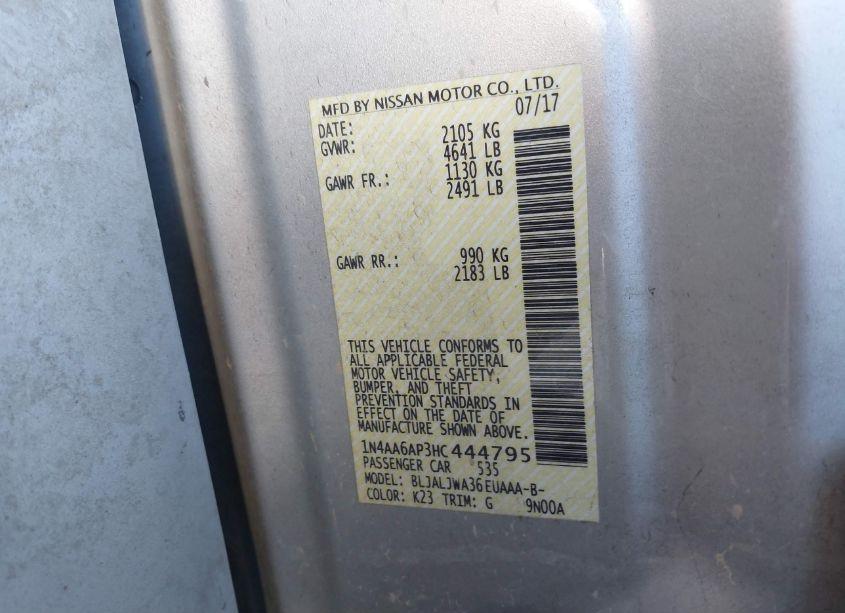 MFD BY NISSAN MOTOR CO., LTD.
DATE: 07/17
GVWR: 2105 KG
4641 LB
GAWR FR.: 1130 KG
2491 LB
GAWR RR.: 990 KG
2183 LB
THIS VEHICLE CONFORMS TO
ALL APPLICABLE FEDERAL
MOTOR VEHICLE SAFETY,
BUMPER, AND THEFT
PREVENTION STANDARDS IN
EFFECT ON THE DATE OF
MANUFACTURE SHOWN ABOVE.
1N4AA6AP3HC444795
PASSENGER CAR 535
MODEL: BLJALJWA36EUAAA-B-
COLOR: K23 TRIM: G 9N00A